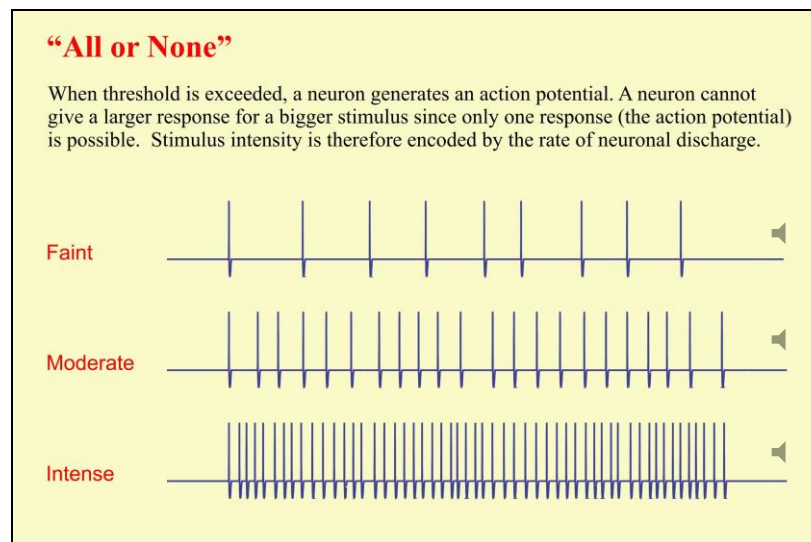 “All or None”
When threshold is exceeded, a neuron generates an action potential. A neuron cannot
give a larger response for a bigger stimulus since only one response (the action potential)
is possible.  Stimulus intensity is therefore encoded by the rate of neuronal discharge.
Faint
Moderate
Intense